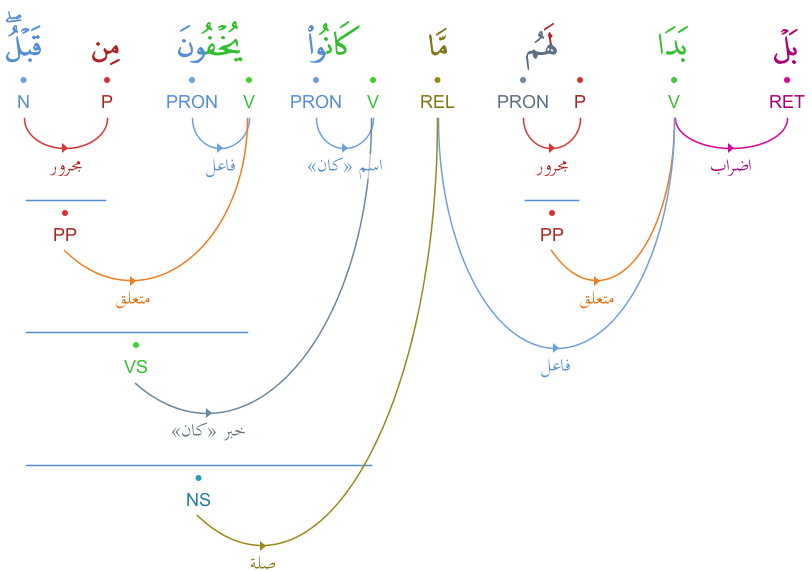 بَلْ بَدَا لَهُم مَّا كَانُوا۟ يُخْفُونَ مِن قَبْلُ ۖ
RET V P PRON REL V PRON V PRON P N
اضراب مجرور اسم «كان» فاعل مجرور
PP PP
متعلق متعلق
VS
فاعل
خبر «كان»
NS
صلة